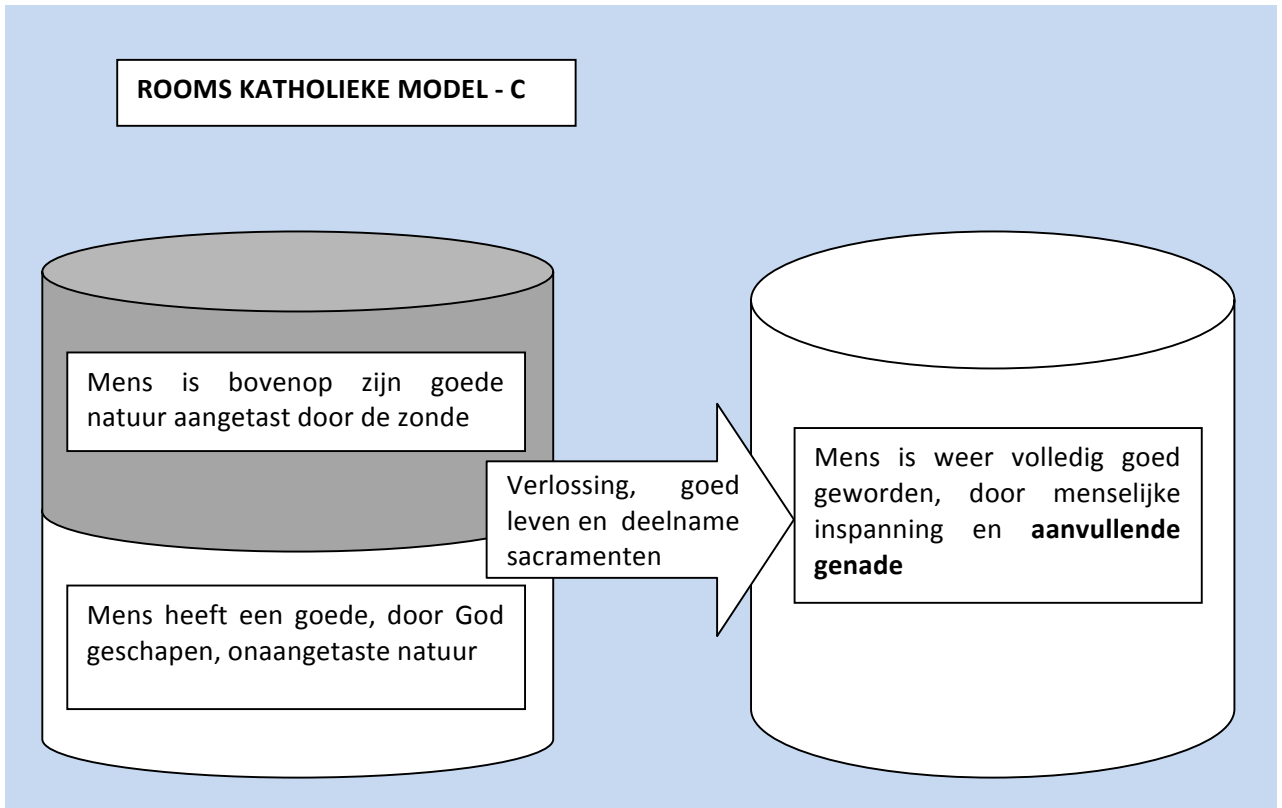 ROOMS KATHOLIEKE MODEL - C
Mens is bovenop zijn goede
natuur aangetast door de zonde
Mens heeft een goede, door God
geschapen, onaangetaste natuur
Verlossing, goed
leven en deelname
sacramenten
Mens is weer volledig goed
geworden, door menselijke
inspanning en aanvullende
genade